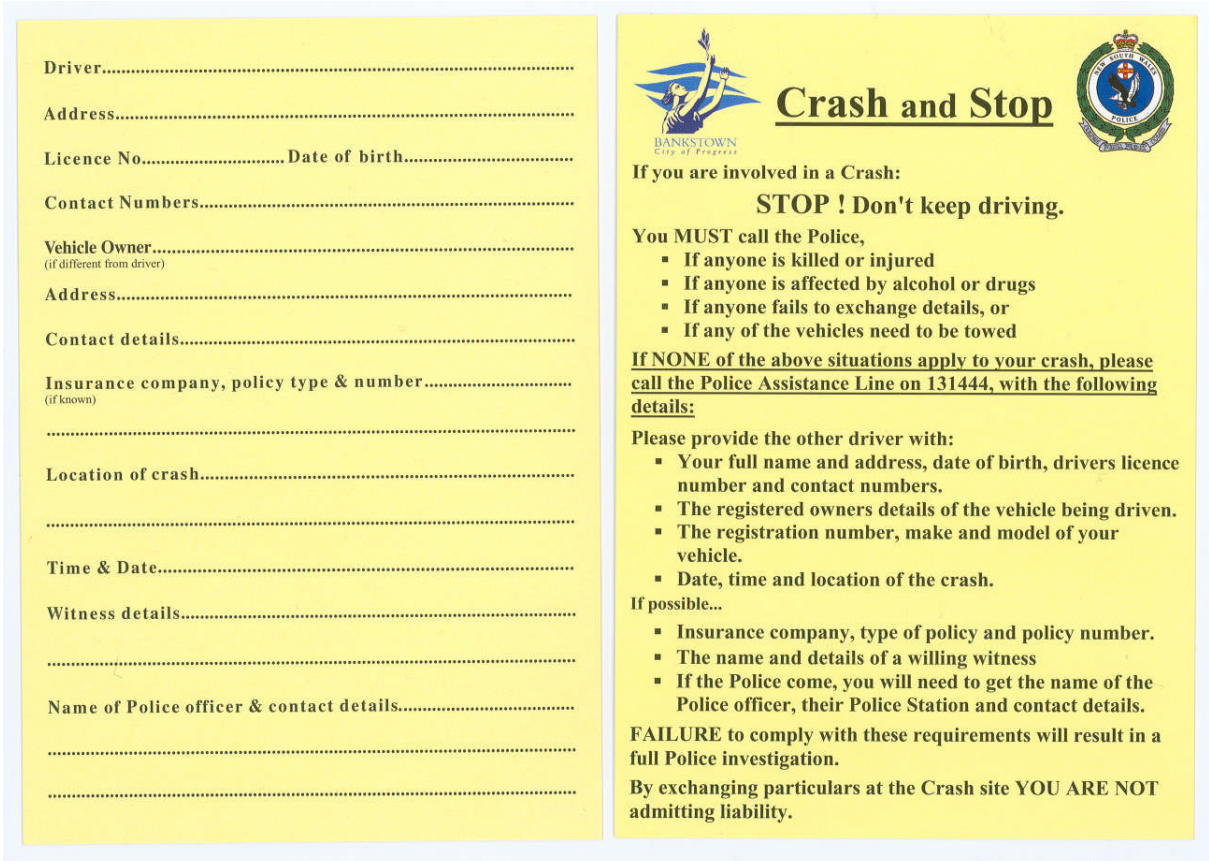 Driver
Address
Licence No. Date of birth
Contact Numbers
Vehicle Owner
(if different from driver)
Address
Contact details
Insurance company, policy type & number
(if known)
Location of crash
Time & Date
Witness details
Name of Police officer & contact details
BANKSTOWN
City of Progress
Crash and Stop
NEW SOUTH WALES
POLICE
If you are involved in a Crash:
STOP ! Don't keep driving.
You MUST call the Police,
▪ If anyone is killed or injured
▪ If anyone is affected by alcohol or drugs
▪ If anyone fails to exchange details, or
▪ If any of the vehicles need to be towed
If NONE of the above situations apply to your crash, please
call the Police Assistance Line on 131444, with the following
details:
Please provide the other driver with:
▪ Your full name and address, date of birth, drivers licence
number and contact numbers.
▪ The registered owners details of the vehicle being driven.
▪ The registration number, make and model of your
vehicle.
▪ Date, time and location of the crash.
If possible...
▪ Insurance company, type of policy and policy number.
▪ The name and details of a willing witness
▪ If the Police come, you will need to get the name of the
Police officer, their Police Station and contact details.
FAILURE to comply with these requirements will result in a
full Police investigation.
By exchanging particulars at the Crash site YOU ARE NOT
admitting liability.